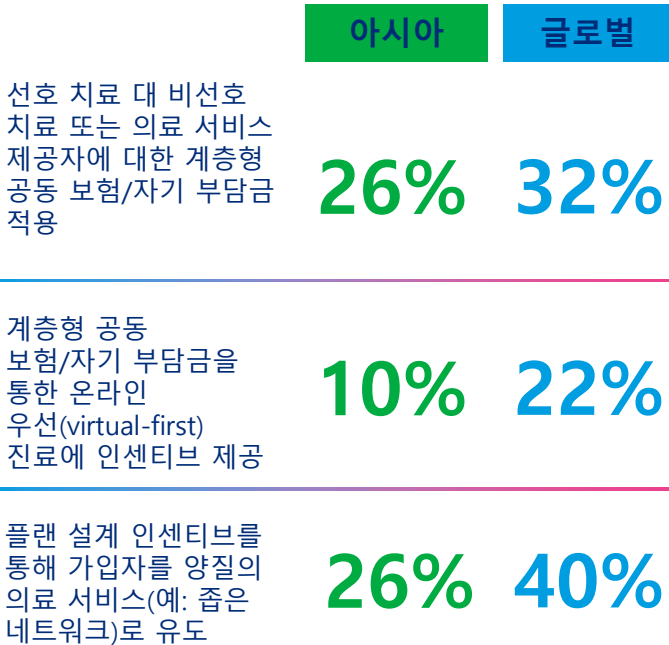 아시아 글로벌
선호 치료 대 비선호
치료 또는 의료 서비스
제공자에 대한 계층형
공동 보험/자기 부담금
적용
26% 32%
계층형 공동
보험/자기 부담금을
통한 온라인
우선(virtual-first)
진료에 인센티브 제공
10% 22%
플랜 설계 인센티브를
통해 가입자를 양질의
의료 서비스(예: 좁은
네트워크)로 유도
26% 40%